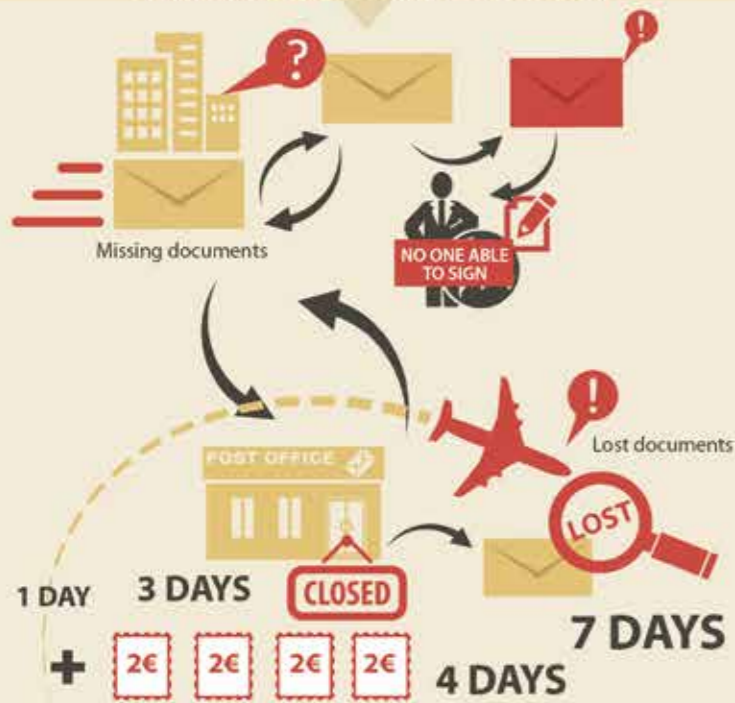 ?
!
Missing documents
NO ONE ABLE
TO SIGN
!
Lost documents
POST OFFICE
LOST
1 DAY
3 DAYS
CLOSED
7 DAYS
+
2€ 2€ 2€ 2€
4 DAYS